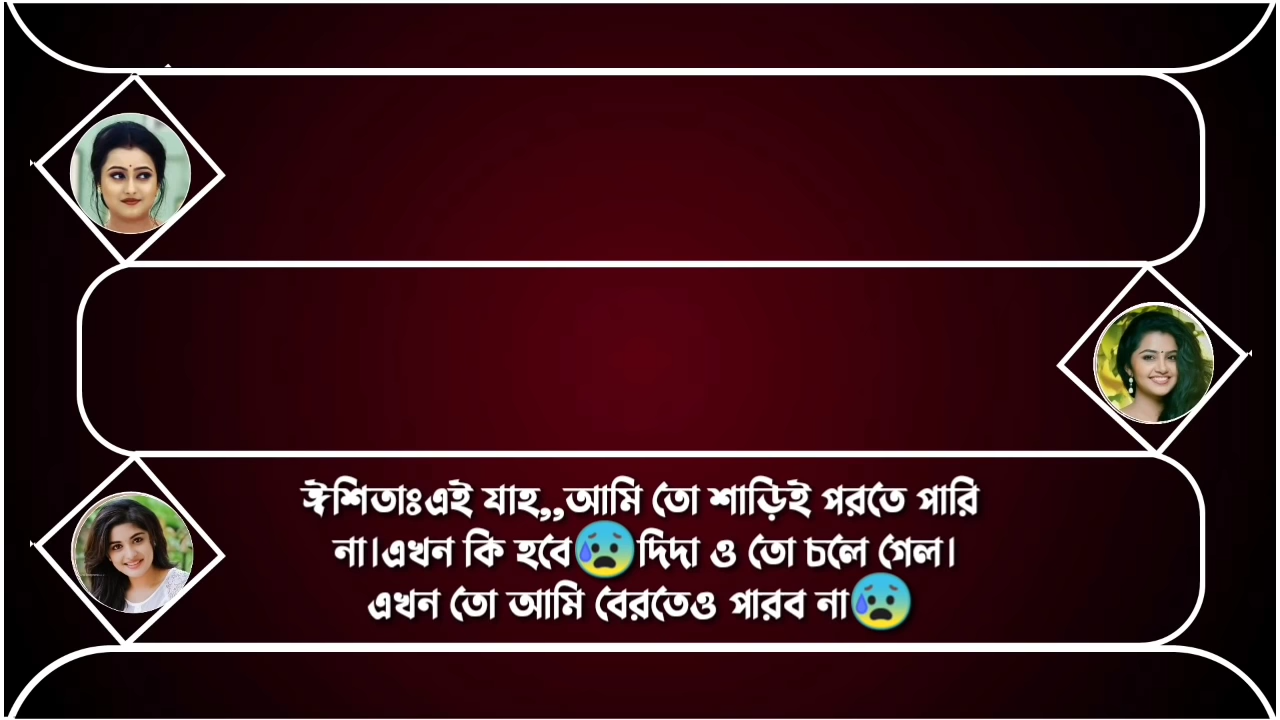 ঈশিতাঃএই যাহ,,আমি তো শাড়িই পরতে পারি
না।এখন কি হবে😰দিদা ও তো চলে গেল।
এখন তো আমি বেরতেও পারব না😰